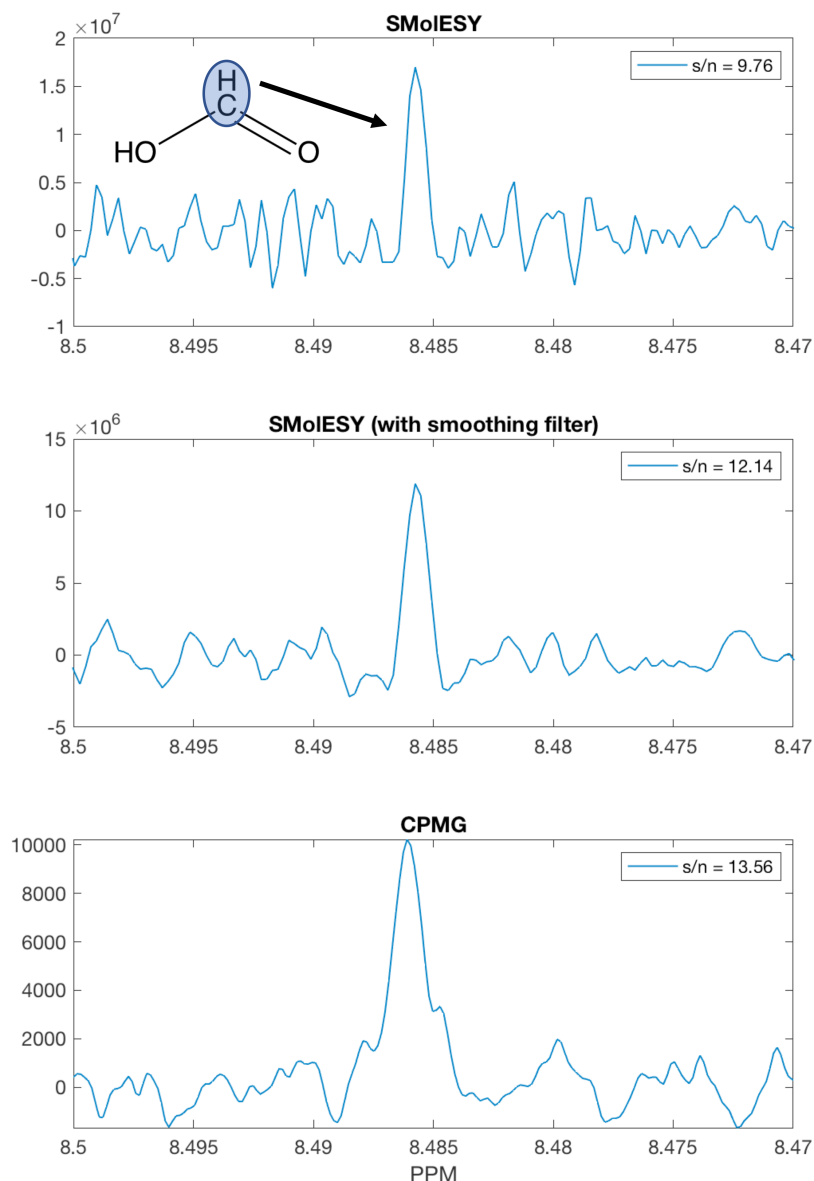 SMolESY
×10^7
s/n = 9.76
2
1.5
1
0.5
0
-0.5
-1
H
C
HO
O
8.5 8.495 8.49 8.485 8.48 8.475 8.47
SMolESY (with smoothing filter)
×10^6
s/n = 12.14
15
10
5
0
-5
8.5 8.495 8.49 8.485 8.48 8.475 8.47
CPMG
s/n = 13.56
10000
8000
6000
4000
2000
0
8.5 8.495 8.49 8.485 8.48 8.475 8.47
PPM